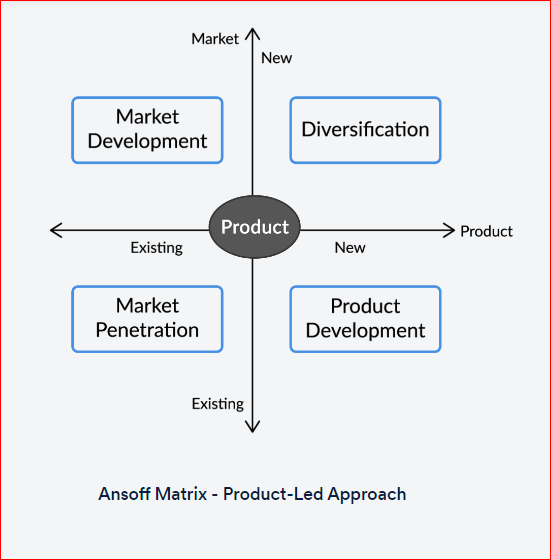 Market
New
Market
Development
Diversification
Product
Existing
New
Product
Market
Penetration
Product
Development
Existing
Ansoff Matrix - Product-Led Approach